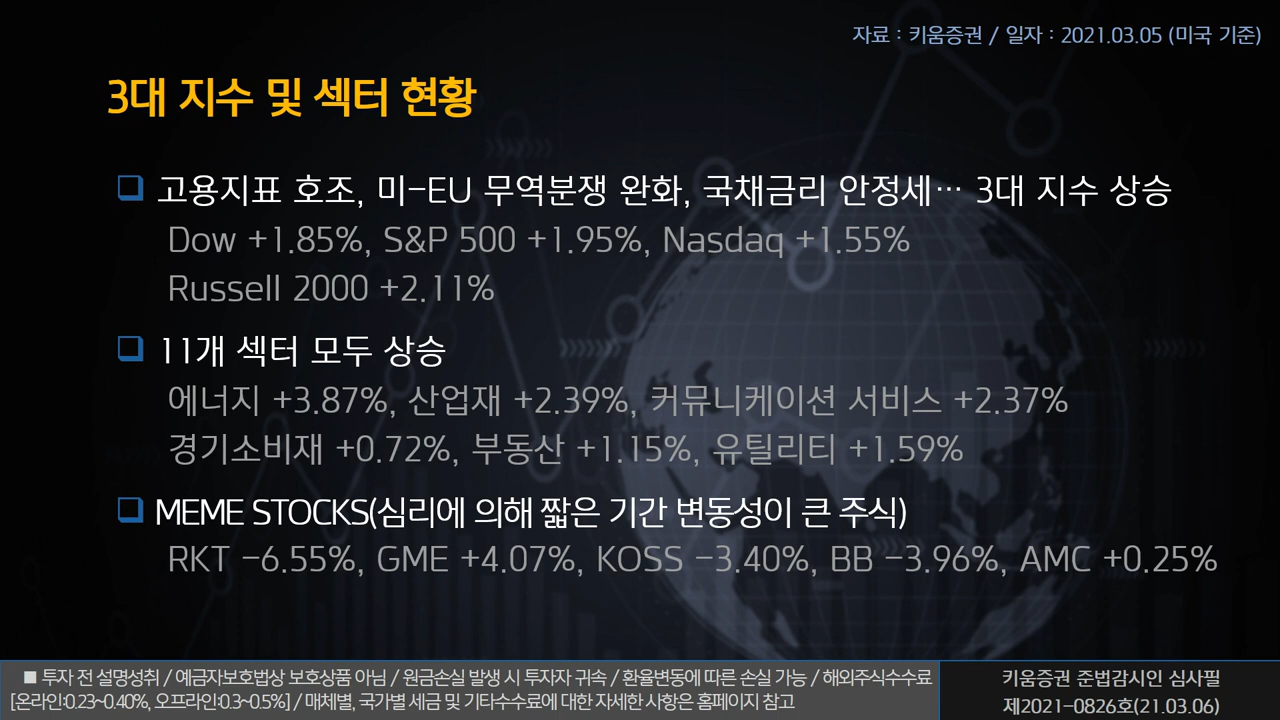 자료 : 키움증권 / 일자 : 2021.03.05 (미국 기준)
3대 지수 및 섹터 현황
❑ 고용지표 호조, 미-EU 무역분쟁 완화, 국채금리 안정세… 3대 지수 상승
Dow +1.85%, S&P 500 +1.95%, Nasdaq +1.55%
Russell 2000 +2.11%
❑ 11개 섹터 모두 상승
에너지 +3.87%, 산업재 +2.39%, 커뮤니케이션 서비스 +2.37%
경기소비재 +0.72%, 부동산 +1.15%, 유틸리티 +1.59%
❑ MEME STOCKS(심리에 의해 짧은 기간 변동성이 큰 주식)
RKT -6.55%, GME +4.07%, KOSS -3.40%, BB -3.96%, AMC +0.25%
■ 투자 전 설명성취 / 예금자보호법상 보호상품 아님 / 원금손실 발생 시 투자자 귀속 / 환율변동에 따른 손실 가능 / 해외주식수수료
[온라인:0.23~0.40%, 오프라인:0.3~0.5%] / 매체별, 국가별 세금 및 기타수수료에 대한 자세한 사항은 홈페이지 참고
키움증권 준법감시인 심사필
제2021-0826호(21.03.06)